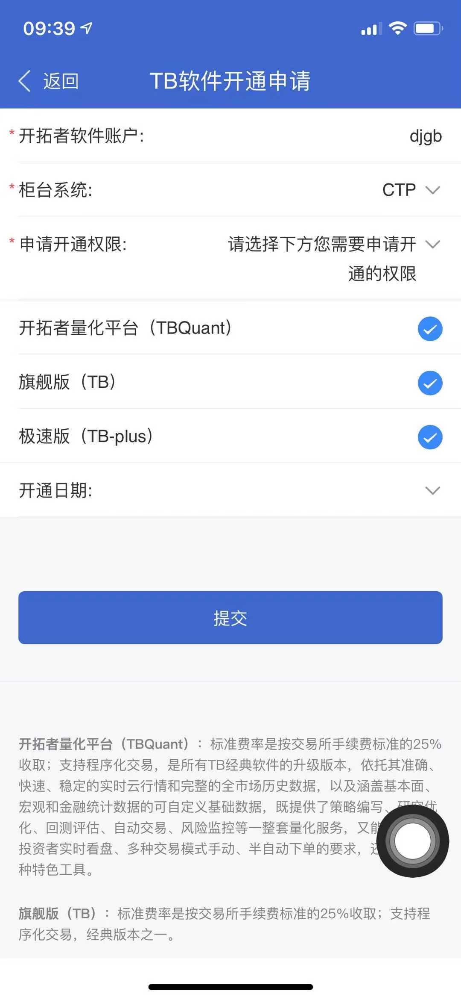 09:39
返回
TB软件开通申请
* 开拓者软件账户:
djgb
* 柜台系统:
CTP
* 申请开通权限:
请选择下方您需要申请开
通的权限
开拓者量化平台（TBQuant）
旗舰版（TB）
极速版（TB-plus）
开通日期:
提交
开拓者量化平台（TBQuant）：标准费率是按交易所手续费标准的25%
收取；支持程序化交易，是所有TB经典软件的升级版本，依托其准确、
快速、稳定的实时云行情和完整的全市场历史数据，以及涵盖基本面、
宏观和金融统计数据的可自定义基础数据，既提供了策略编写、研究优
化、回测评估、自动交易、风险监控等一整套量化服务，又能
投资者实时看盘、多种交易模式手动、半自动下单的要求，还
种特色工具。
旗舰版（TB）：标准费率是按交易所手续费标准的25%收取；支持程
序化交易，经典版本之一。